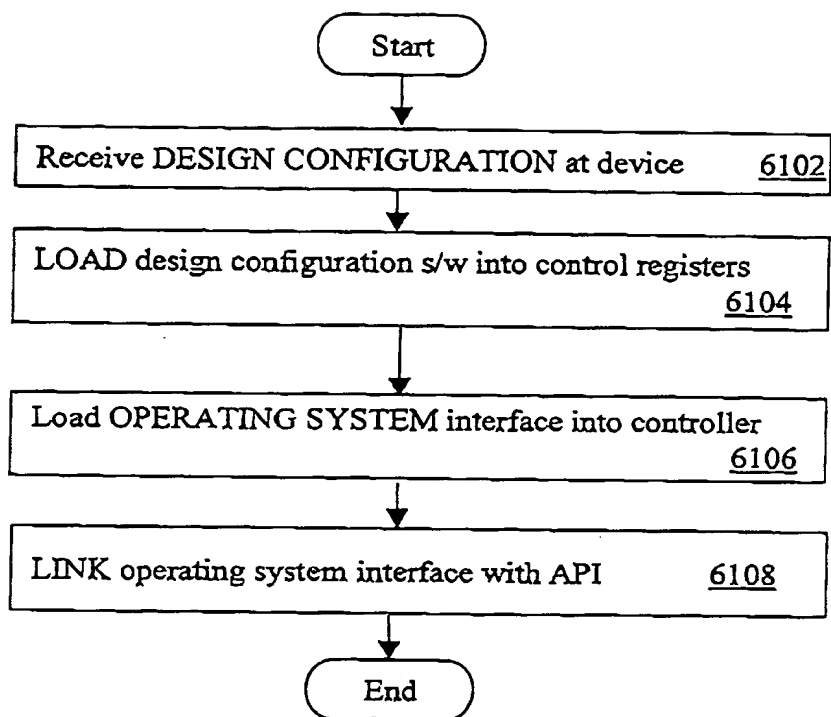 Start
Receive DESIGN CONFIGURATION at device 6102
LOAD design configuration s/w into control registers
6104
Load OPERATING SYSTEM interface into controller
6106
LINK operating system interface with API 6108
End